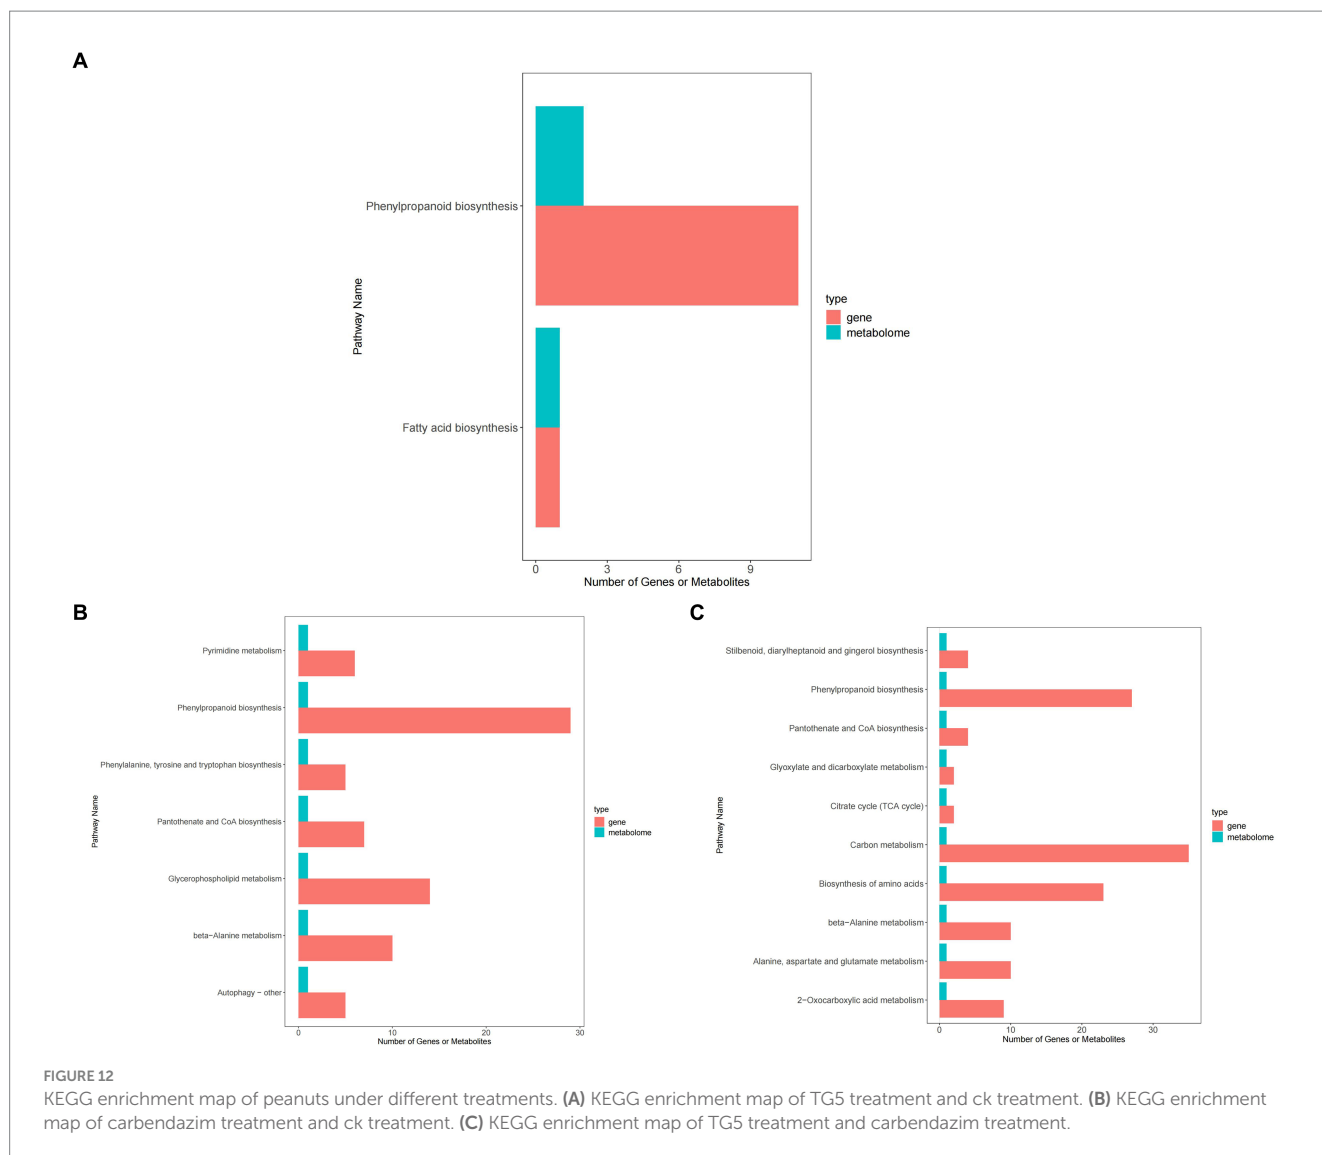 A
Phenylpropanoid biosynthesis
Fatty acid biosynthesis
Pathway Name
0 3 6 9
Number of Genes or Metabolites
type
gene
metabolome
B
Pyrimidine metabolism
Phenylpropanoid biosynthesis
Phenylalanine, tyrosine and tryptophan biosynthesis
Pantothenate and CoA biosynthesis
Glycerophospholipid metabolism
beta−Alanine metabolism
Autophagy − other
Pathway Name
0 10 20 30
Number of Genes or Metabolites
type
gene
metabolome
C
Stilbenoid, diarylheptanoid and gingerol biosynthesis
Phenylpropanoid biosynthesis
Pantothenate and CoA biosynthesis
Glyoxylate and dicarboxylate metabolism
Citrate cycle (TCA cycle)
Carbon metabolism
Biosynthesis of amino acids
beta−Alanine metabolism
Alanine, aspartate and glutamate metabolism
2−Oxocarboxylic acid metabolism
Pathway Name
0 10 20 30
Number of Genes or Metabolites
type
gene
metabolome
FIGURE 12
KEGG enrichment map of peanuts under different treatments. (A) KEGG enrichment map of TG5 treatment and ck treatment. (B) KEGG enrichment
map of carbendazim treatment and ck treatment. (C) KEGG enrichment map of TG5 treatment and carbendazim treatment.